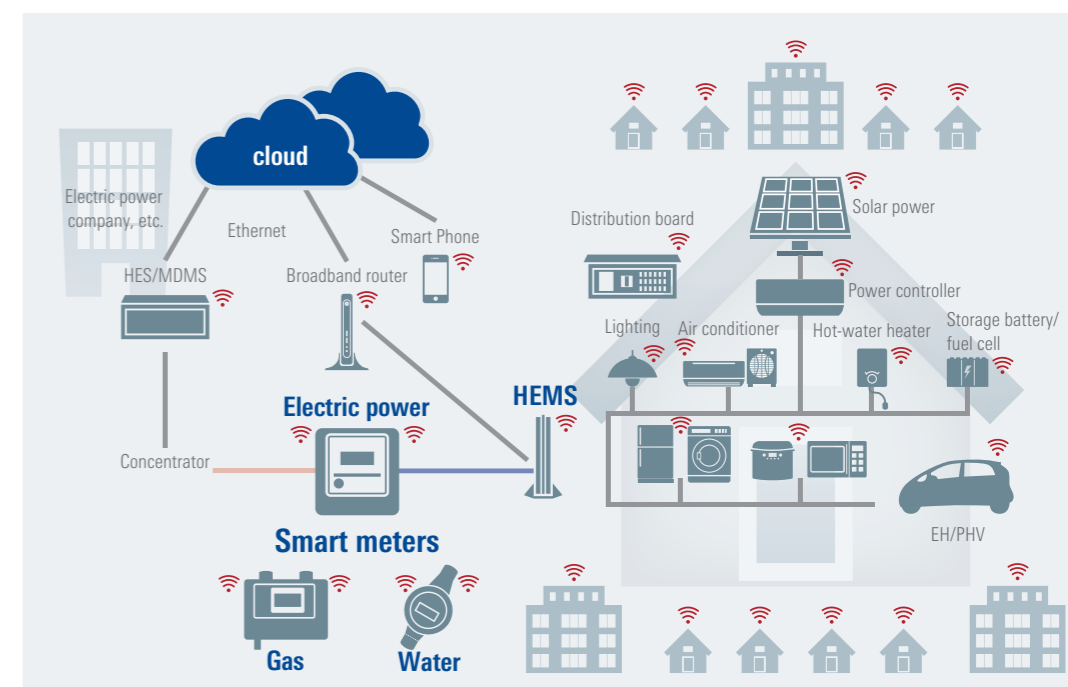 cloud
Electric power
company, etc.
Ethernet
Smart Phone
HES/MDMS
Broadband router
Distribution board
Solar power
Power controller
Lighting
Air conditioner
Hot-water heater
Storage battery/
fuel cell
Electric power
HEMS
Concentrator
EH/PHV
Smart meters
Gas
Water